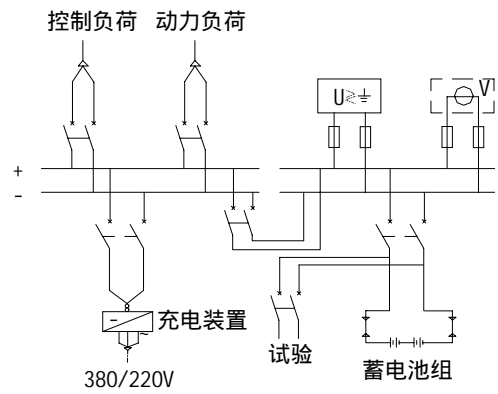 控制负荷 动力负荷
U≷⏚ V
+
-
- 充电装置
~
试验
蓄电池组
380/220V